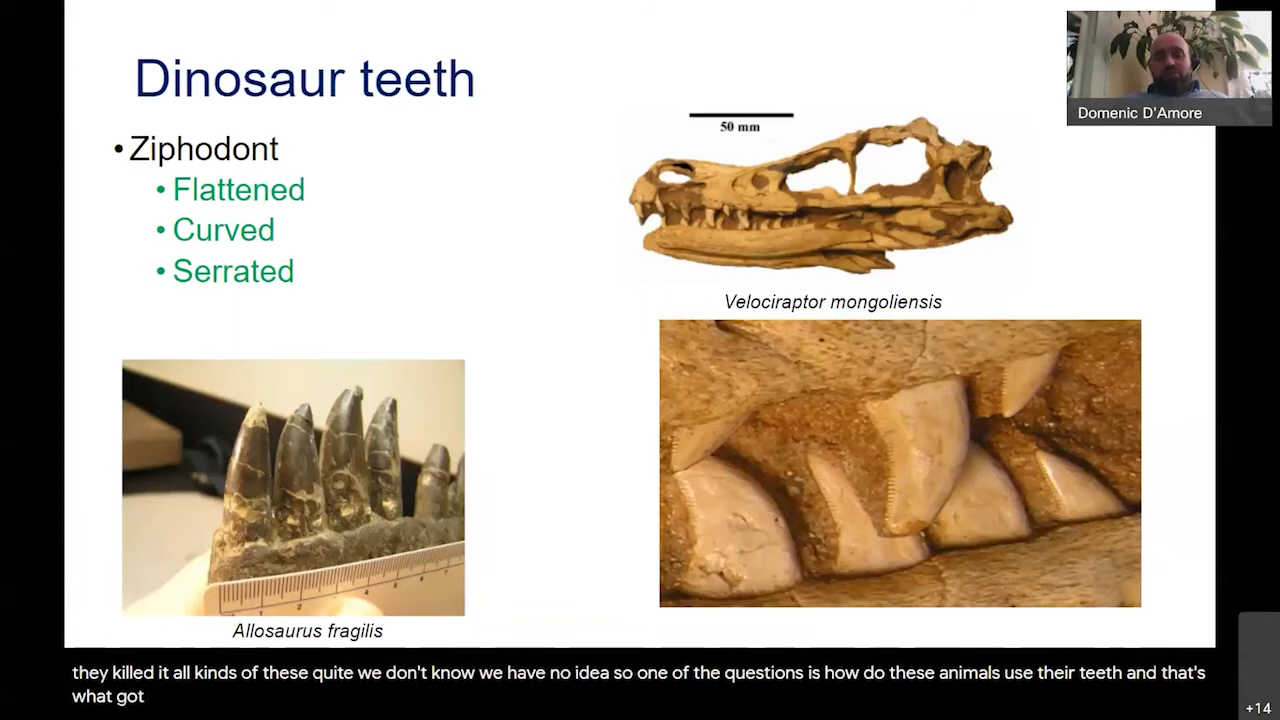 Dinosaur teeth
• Ziphodont
• Flattened
• Curved
• Serrated
50 mm
Velociraptor mongoliensis
Allosaurus fragilis
Domenic D'Amore
they killed it all kinds of these quite we don't know we have no idea so one of the questions is how do these animals use their teeth and that's
what got
+14